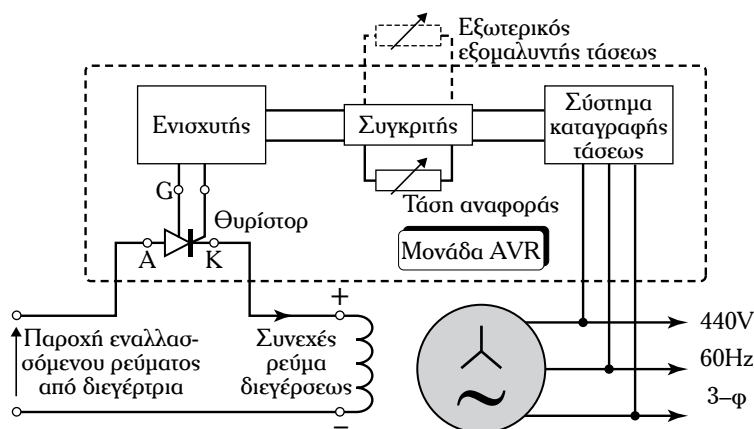 Εξωτερικός
εξομαλυντής τάσεως
Ενισχυτής
Συγκριτής
Σύστημα
καταγραφής
τάσεως
G
Θυρίστορ
Τάση αναφοράς
A
K
Μονάδα AVR
+
Παροχή εναλλασ-
σόμενου ρεύματος
από διεγέρτρια
Συνεχές
ρεύμα
διεγέρσεως
–
440V
60Hz
3–φ